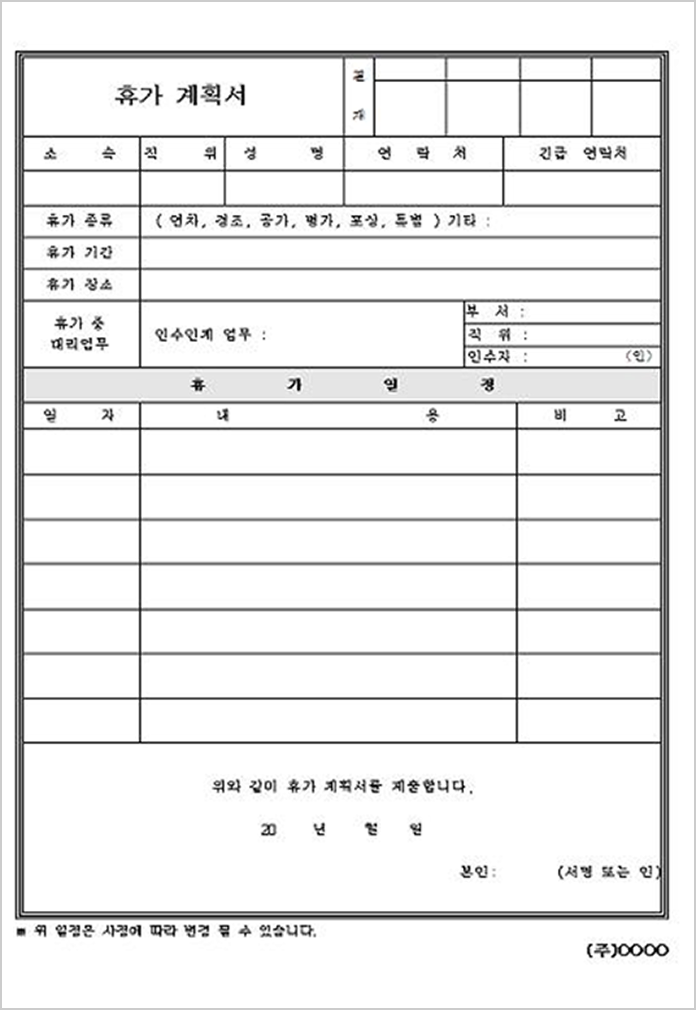 휴가 계획서
결
재
소 속 직 위 성 명 연 락 처 긴급 연락처
휴가 종류 ( 연차, 경조, 공가, 병가, 포상, 특별 ) 기타 :
휴가 기간
휴가 장소
휴가 중
대리업무
인수인계 업무 :
부 서 :
직 위 :
인수자 : (인)
휴 가 일 정
일 자 내 용 비 고
위와 같이 휴가 계획서를 제출합니다.
20 년 월 일
본인: (서명 또는 인)
■ 위 일정은 사정에 따라 변경 될 수 있습니다.
(주)OOOO